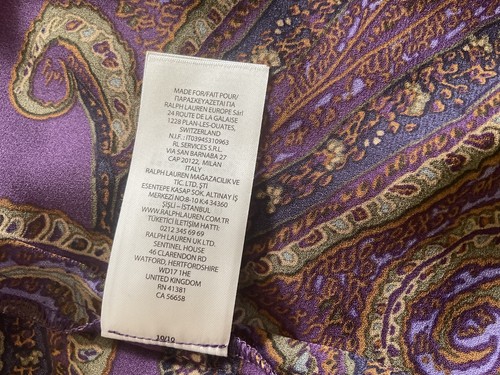 MADE FOR/FAIT POUR/
ΠΑΡΑΣΚΕΥΑΖΕΤΑΙ ΓΙΑ
RALPH LAUREN EUROPE Sàrl
24 ROUTE DE LA GALAISE
1228 PLAN-LES-OUATES,
SWITZERLAND
N.I.F.: IT03945310963
RL SERVICES S.R.L.
VIA SAN BARNABA 27
CAP 20122, MILAN
ITALY
RALPH LAUREN MAĞAZACILIK VE
TİC. LTD. ŞTİ
ESENTEPE KASAP SOK. ALTINAY İŞ
MERKEZİ NO:8-10 K:4 34360
ŞİŞLİ - İSTANBUL.
WWW.RALPHLAUREN.COM.TR
TÜKETİCİ İLETİŞİM HATTI:
0212 345 69 69
RALPH LAUREN UK LTD.
SENTINEL HOUSE
46 CLARENDON RD
WATFORD, HERTFORDSHIRE
WD17 1HE
UNITED KINGDOM
RN 41381
CA 56658
10/10